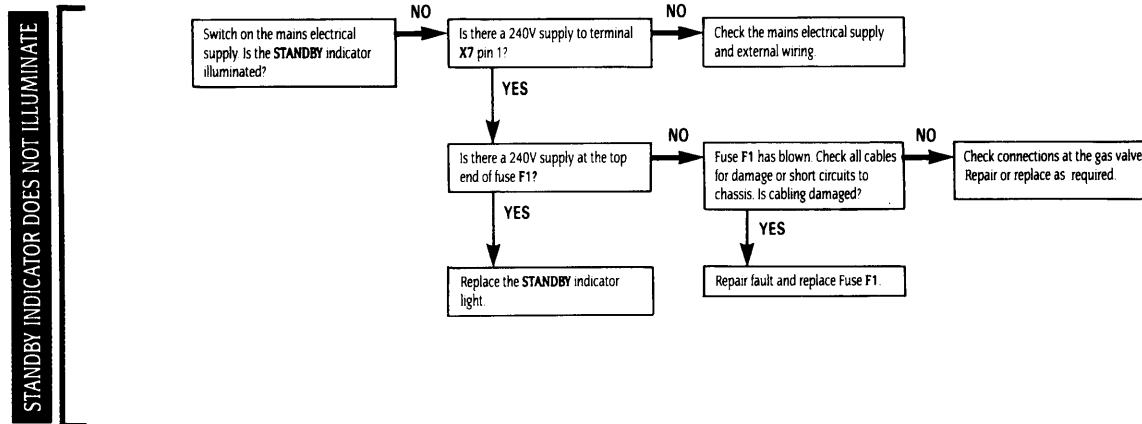 STANDBY INDICATOR DOES NOT ILLUMINATE
Switch on the mains electrical
supply. Is the STANDBY indicator
illuminated?
NO
Is there a 240V supply to terminal
X7 pin 1?
NO
Check the mains electrical supply
and external wiring.
YES
Is there a 240V supply at the top
end of fuse F1?
NO
Fuse F1 has blown. Check all cables
for damage or short circuits to
chassis. Is cabling damaged?
NO
Check connections at the gas valve
Repair or replace as required.
YES
Replace the STANDBY indicator
light.
YES
Repair fault and replace Fuse F1.